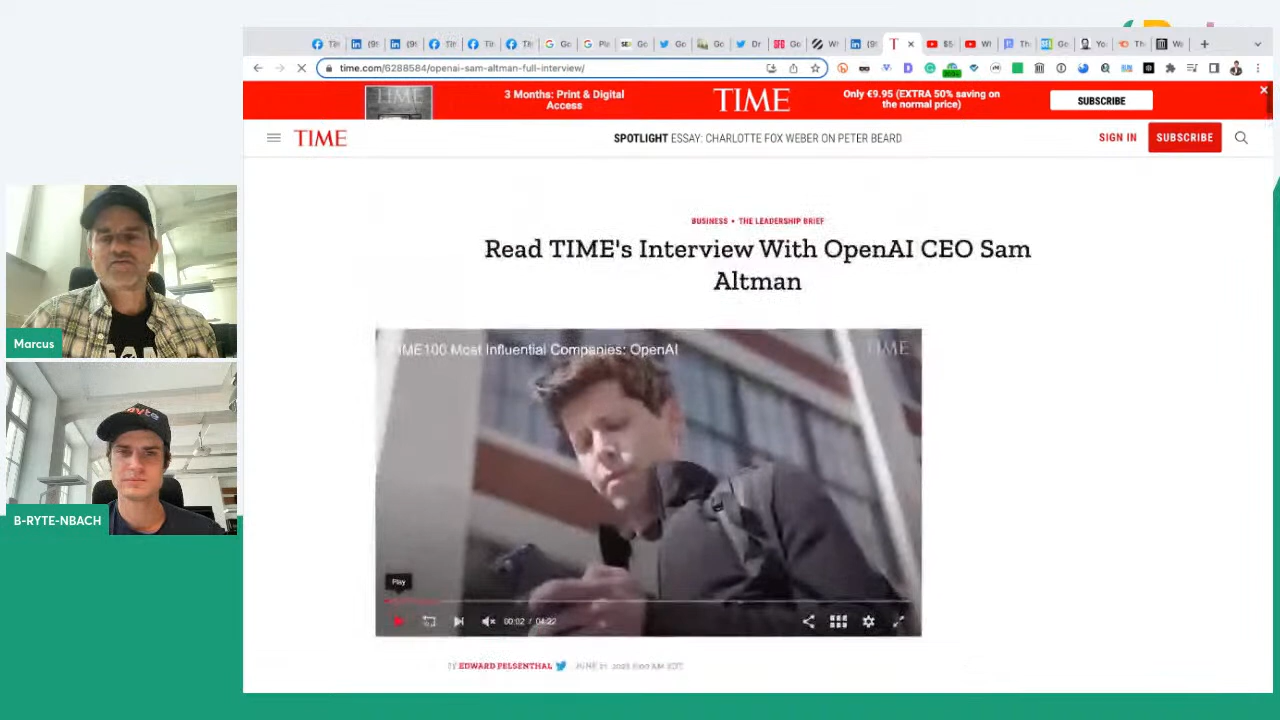 time.com/6288584/openai-sam-altman-full-interview/
TIME
3 Months: Print & Digital
Access
TIME
Only €9.95 (EXTRA 50% saving on
the normal price)
SUBSCRIBE
TIME
SPOTLIGHT ESSAY: CHARLOTTE FOX WEBER ON PETER BEARD
SIGN IN
SUBSCRIBE
BUSINESS • THE LEADERSHIP BRIEF
Read TIME's Interview With OpenAI CEO Sam
Altman
TIME100 Most Influential Companies: OpenAI
TIME
Play
00:02 / 04:22
BY EDWARD FELSENTHAL
Marcus
B-RYTE-NBACH